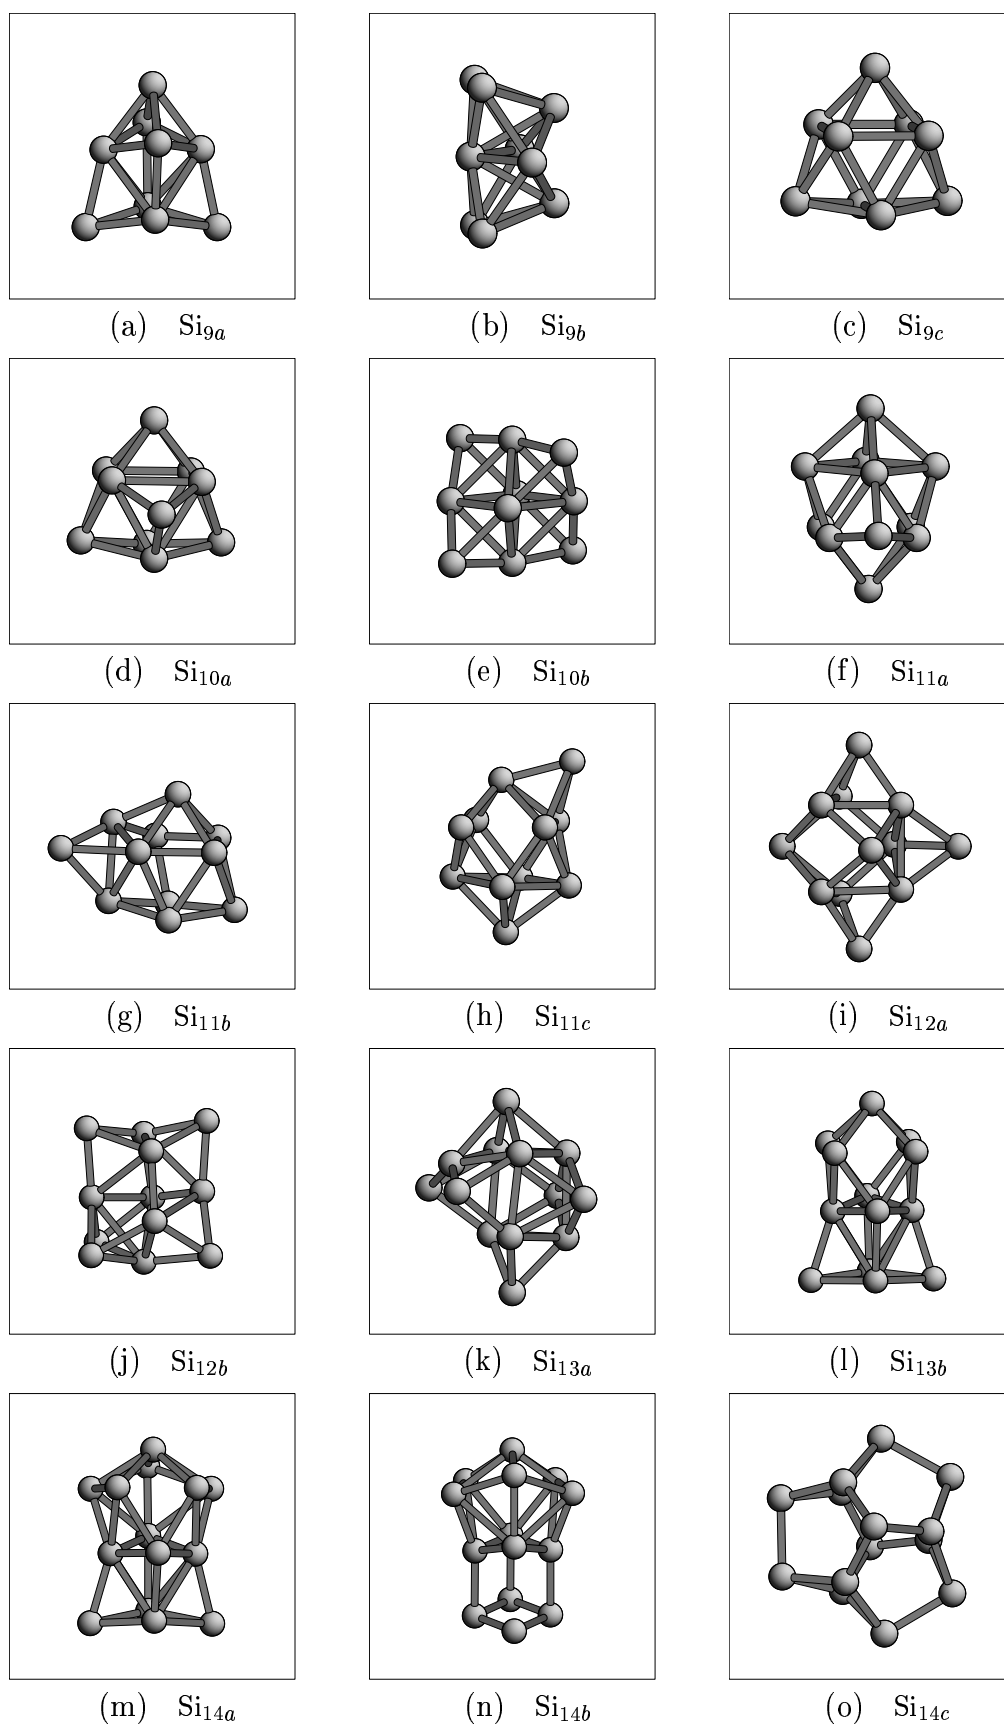 (a) Si9a (b) Si9b (c) Si9c
(d) Si10a (e) Si10b (f) Si11a
(g) Si11b (h) Si11c (i) Si12a
(j) Si12b (k) Si13a (l) Si13b
(m) Si14a (n) Si14b (o) Si14c